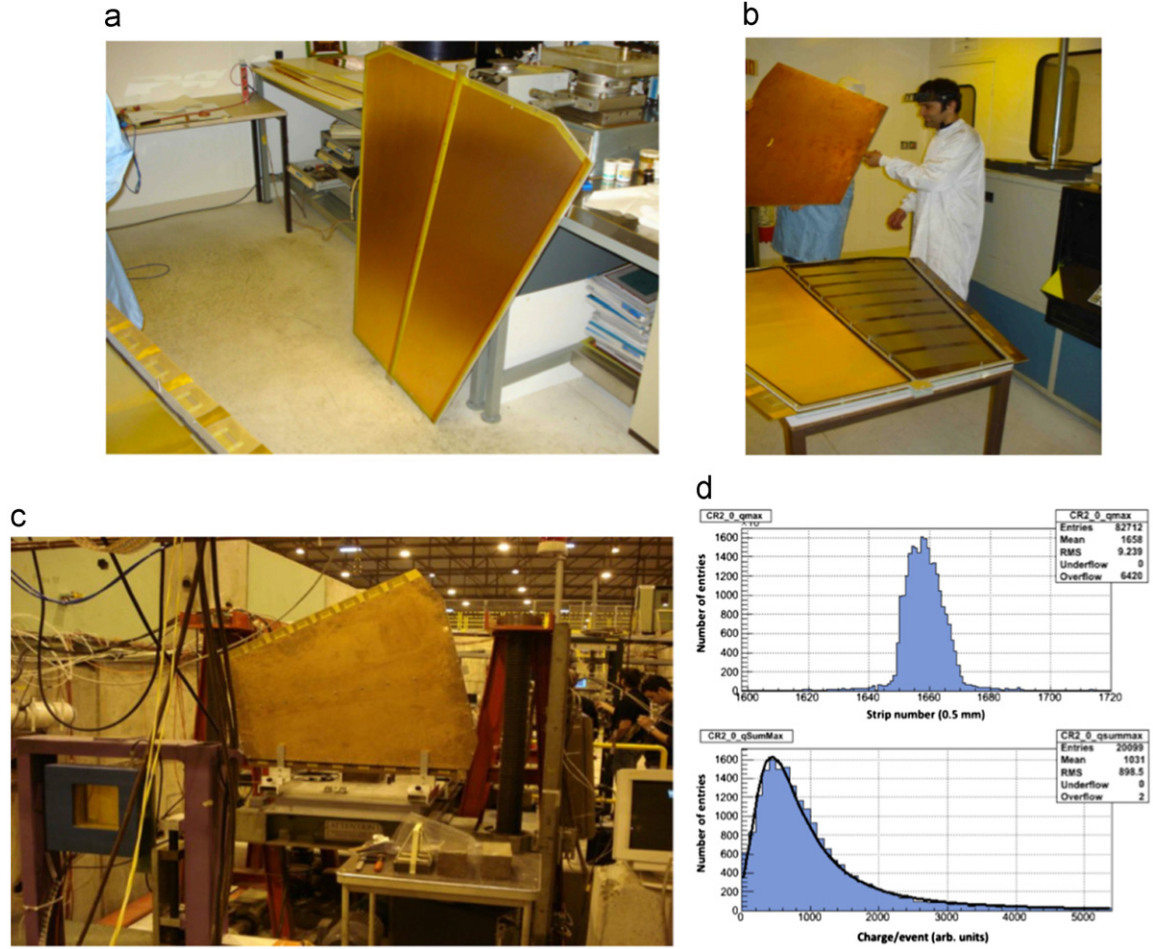 a
b
c
d
CR2_0_qmax
CR2_0_qmax
Entries 82712
Mean 1658
RMS 9.239
Underflow 0
Overflow 6420
1600
1400
1200
1000
800
600
400
200
0
Number of entries
1600 1620 1640 1660 1680 1700 1720
Strip number (0.5 mm)
CR2_0_qSumMax
CR2_0_qsummax
Entries 20099
Mean 1031
RMS 898.5
Underflow 0
Overflow 2
1600
1400
1200
1000
800
600
400
200
0
Number of entries
0 1000 2000 3000 4000 5000
Charge/event (arb. units)